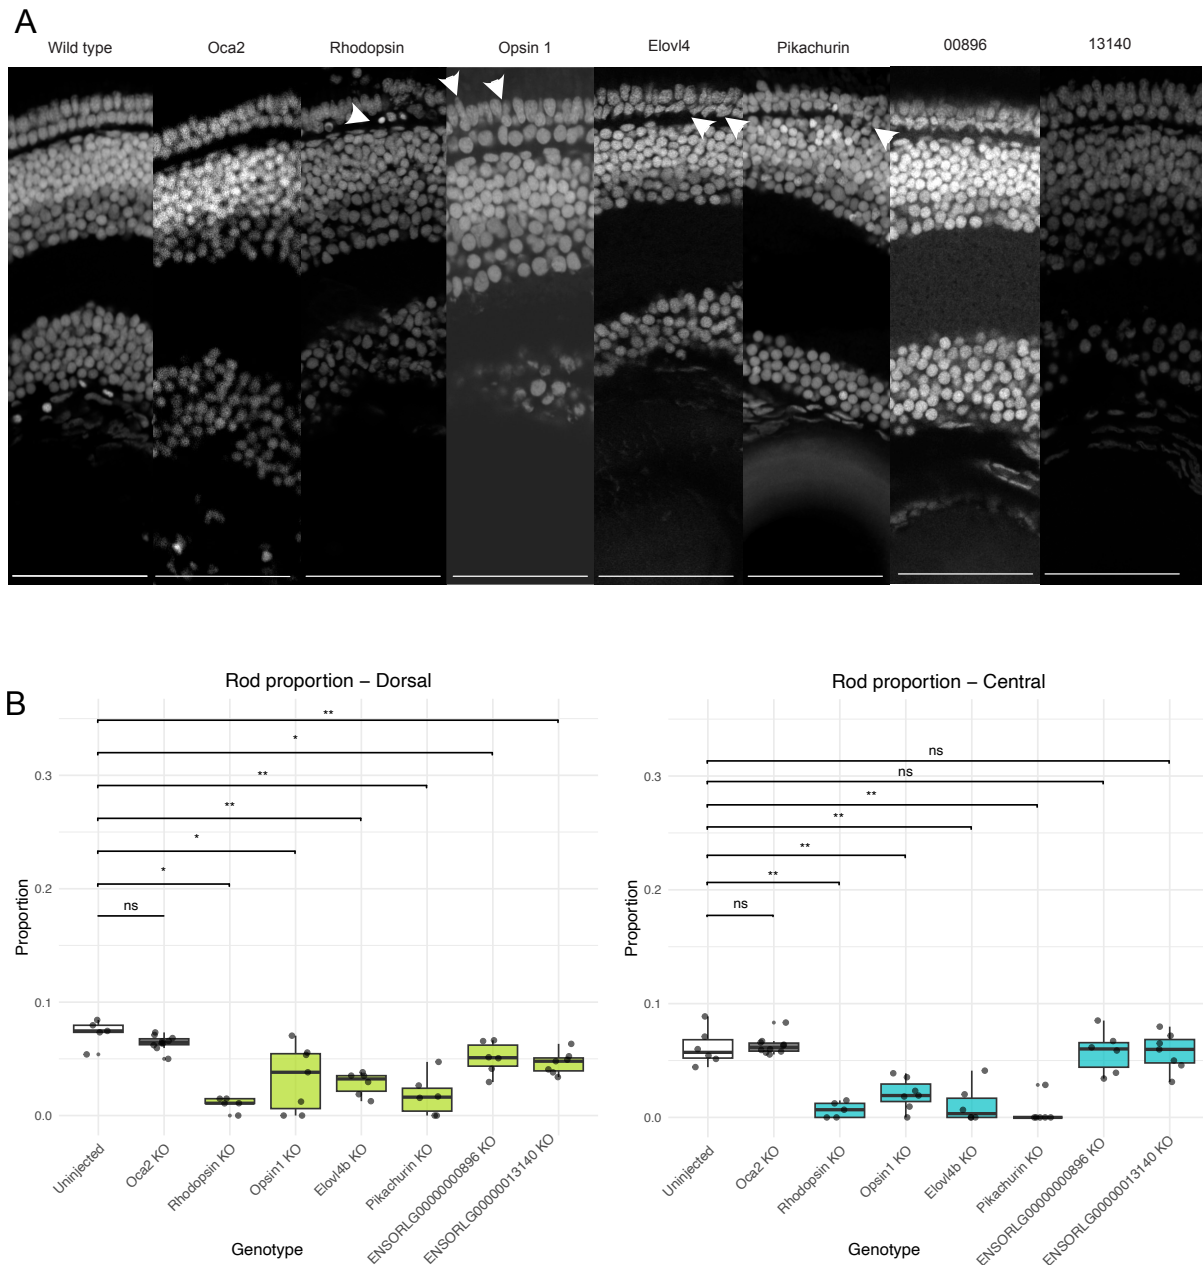 A
Wild type Oca2 Rhodopsin Opsin 1 Elovl4 Pikachurin 00896 13140
B
Rod proportion – Dorsal
**
*
**
**
*
*
ns
0.3
0.2
0.1
0.0
Proportion
Uninjected
Oca2 KO
Rhodopsin KO
Opsin1 KO
Elovl4b KO
Pikachurin KO
ENSORLG00000000896 KO
ENSORLG00000013140 KO
Genotype
Rod proportion – Central
ns
ns
**
**
**
**
ns
0.3
0.2
0.1
0.0
Proportion
Uninjected
Oca2 KO
Rhodopsin KO
Opsin1 KO
Elovl4b KO
Pikachurin KO
ENSORLG00000000896 KO
ENSORLG00000013140 KO
Genotype